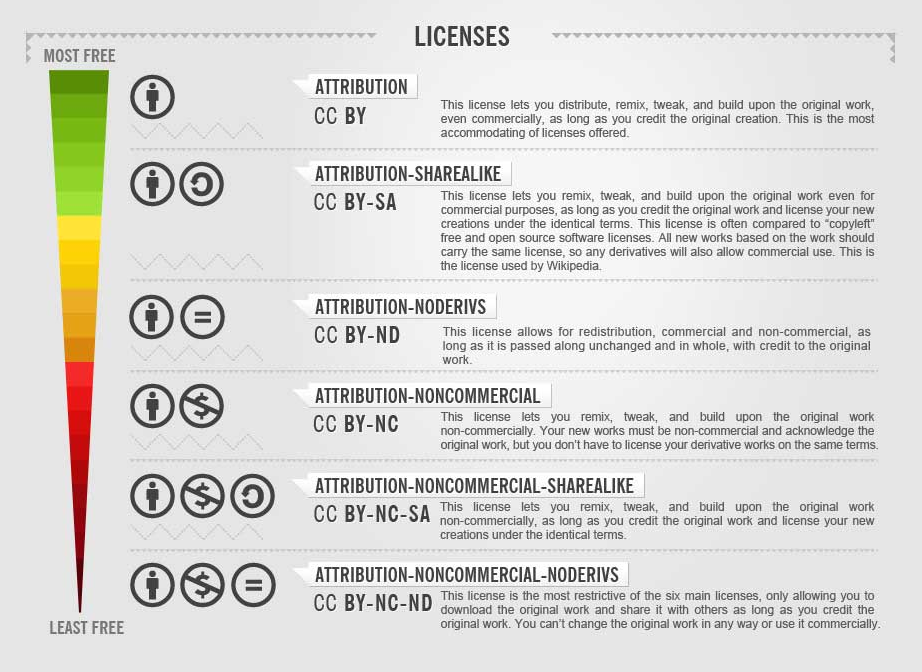 LICENSES
MOST FREE
ATTRIBUTION
CC BY
This license lets you distribute, remix, tweak, and build upon the original work,
even commercially, as long as you credit the original creation. This is the most
accommodating of licenses offered.
ATTRIBUTION-SHAREALIKE
CC BY-SA
This license lets you remix, tweak, and build upon the original work even for
commercial purposes, as long as you credit the original work and license your new
creations under the identical terms. This license is often compared to “copyleft”
free and open source software licenses. All new works based on the work should
carry the same license, so any derivatives will also allow commercial use. This is
the license used by Wikipedia.
ATTRIBUTION-NODERIVS
CC BY-ND
This license allows for redistribution, commercial and non-commercial, as
long as it is passed along unchanged and in whole, with credit to the original
work.
ATTRIBUTION-NONCOMMERCIAL
CC BY-NC
This license lets you remix, tweak, and build upon the original work
non-commercially. Your new works must be non-commercial and acknowledge the
original work, but you don’t have to license your derivative works on the same terms.
ATTRIBUTION-NONCOMMERCIAL-SHAREALIKE
CC BY-NC-SA
This license lets you remix, tweak, and build upon the original work
non-commercially, as long as you credit the original work and license your new
creations under the identical terms.
ATTRIBUTION-NONCOMMERCIAL-NODERIVS
CC BY-NC-ND
This license is the most restrictive of the six main licenses, only allowing you to
download the original work and share it with others as long as you credit the
original work. You can’t change the original work in any way or use it commercially.
LEAST FREE